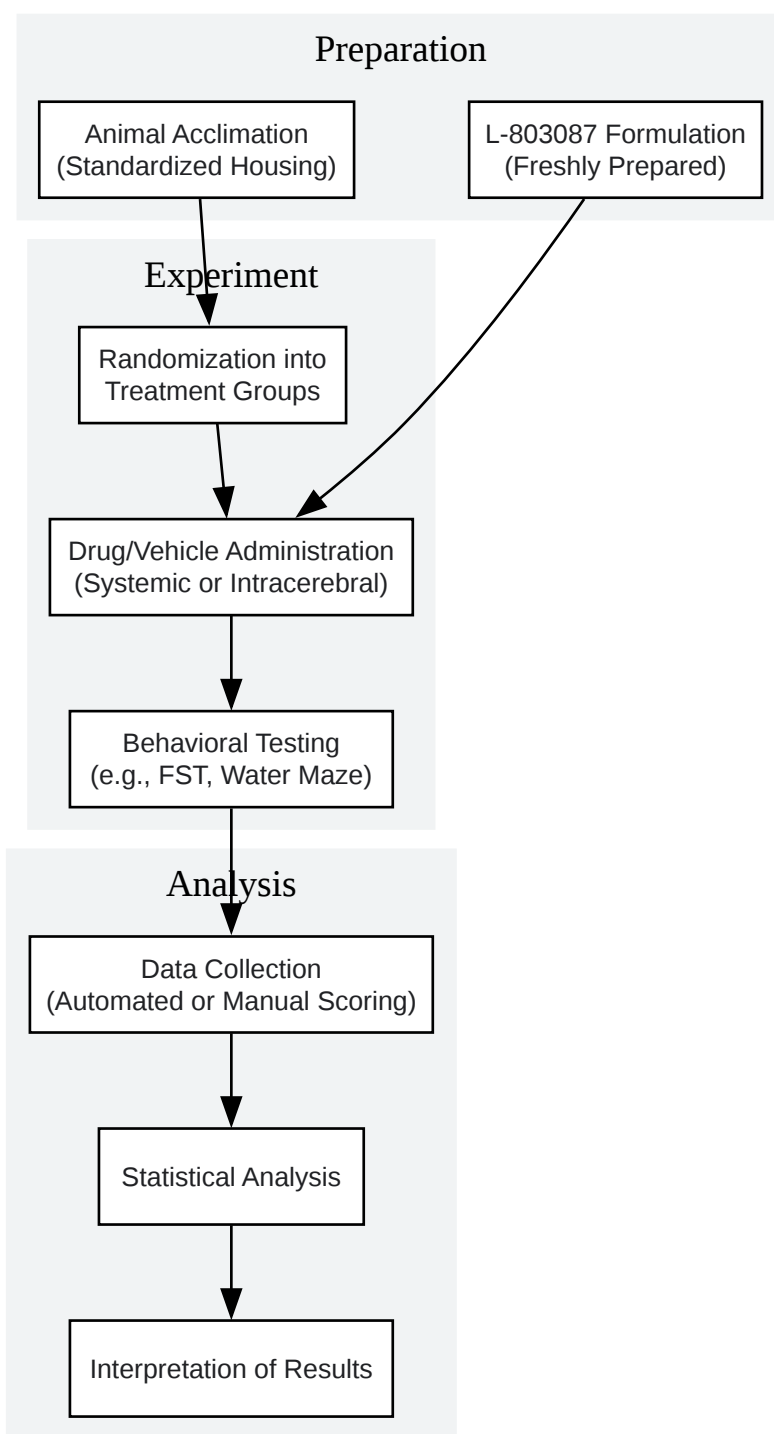 Preparation
Animal Acclimation
(Standardized Housing)
L-803087 Formulation
(Freshly Prepared)
Experiment
Randomization into
Treatment Groups
Drug/Vehicle Administration
(Systemic or Intracerebral)
Behavioral Testing
(e.g., FST, Water Maze)
Analysis
Data Collection
(Automated or Manual Scoring)
Statistical Analysis
Interpretation of Results